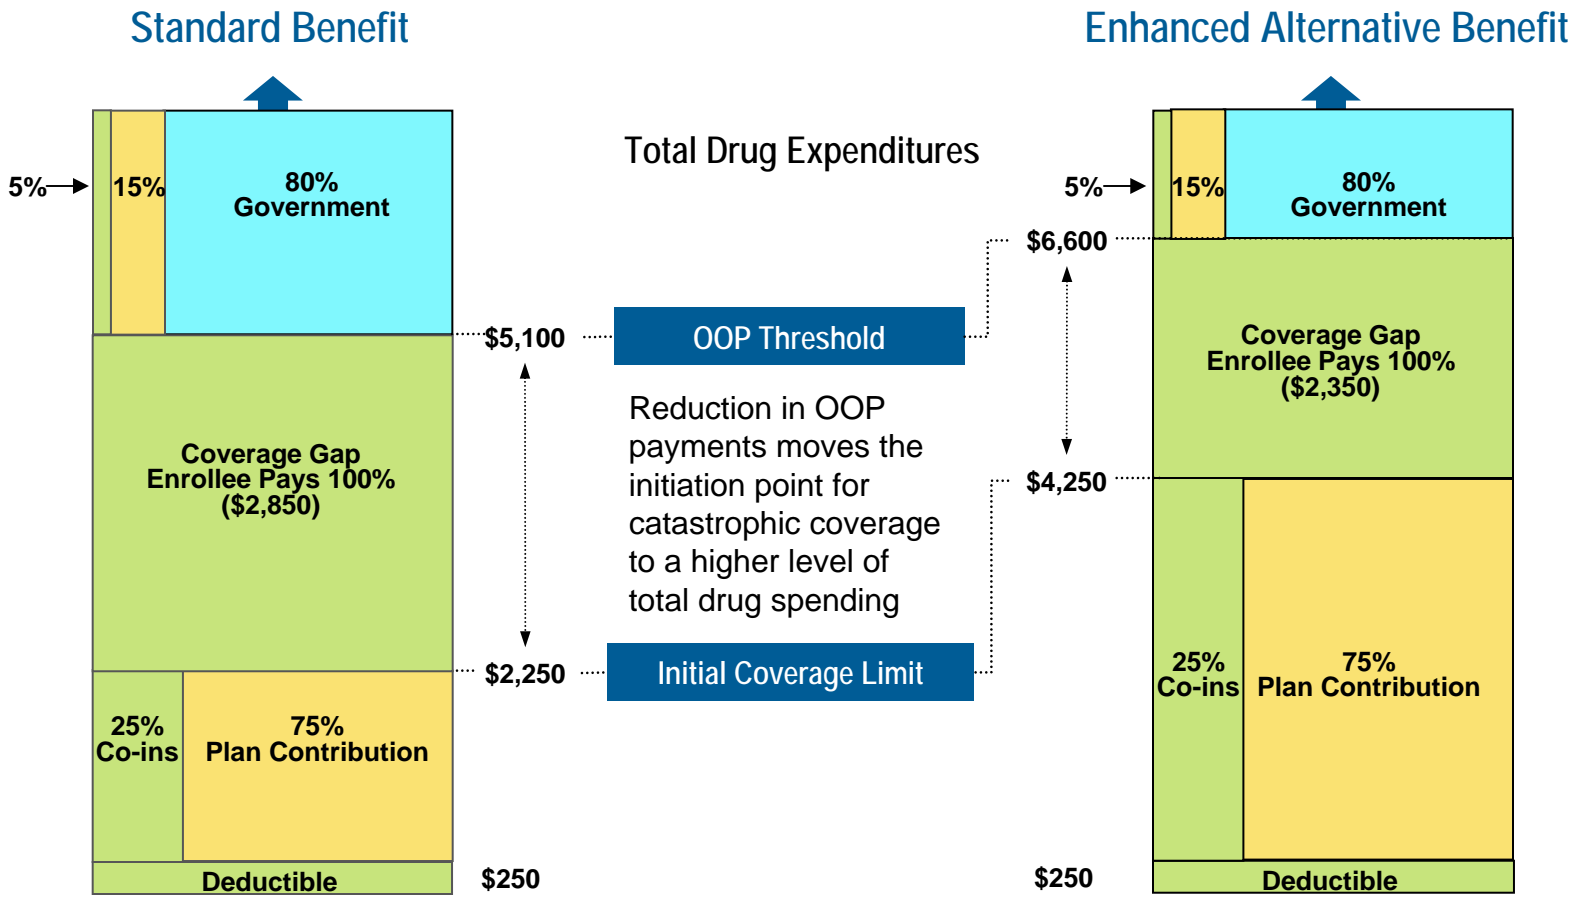 Standard Benefit
Enhanced Alternative Benefit
Total Drug Expenditures
5%
15%
80%
Government
$5,100
Coverage Gap
Enrollee Pays 100%
($2,850)
$2,250
25%
Co-ins
75%
Plan Contribution
Deductible
$250
OOP Threshold
Reduction in OOP
payments moves the
initiation point for
catastrophic coverage
to a higher level of
total drug spending
Initial Coverage Limit
5%
15%
80%
Government
$6,600
Coverage Gap
Enrollee Pays 100%
($2,350)
$4,250
25%
Co-ins
75%
Plan Contribution
$250
Deductible